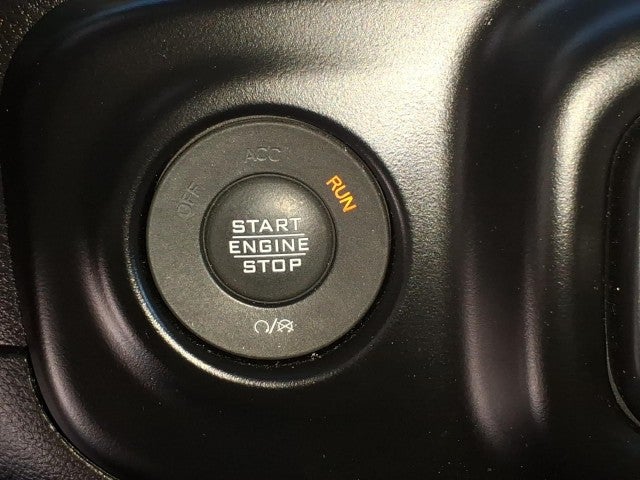 OFF
ACC
RUN
START
ENGINE
STOP